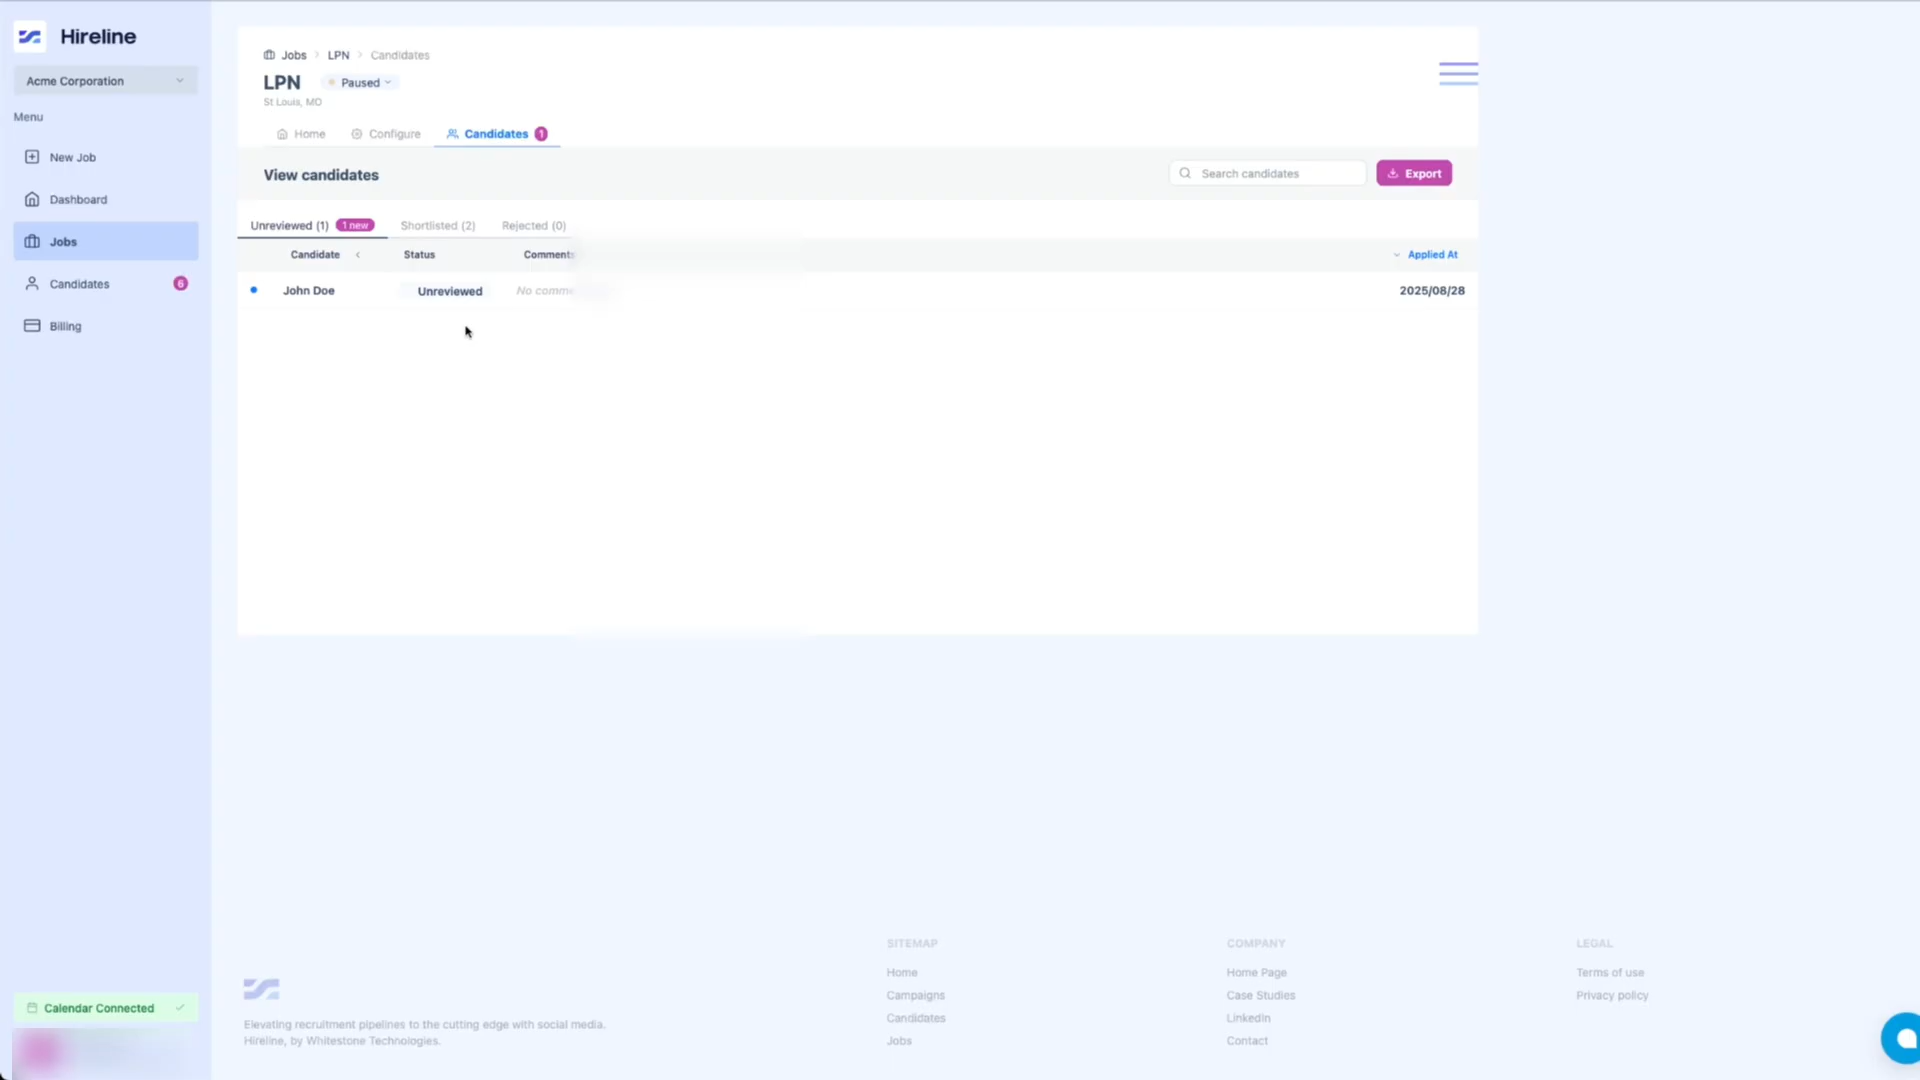 Hireline
Acme Corporation
Menu
New Job
Dashboard
Jobs
Candidates 6
Billing
Calendar Connected
Jobs > LPN > Candidates
LPN Paused
St Louis, MO
Home Configure Candidates 1
View candidates
Search candidates
Export
Unreviewed (1) 1 new Shortlisted (2) Rejected (0)
Candidate Status Comments Applied At
John Doe Unreviewed No comme 2025/08/28
Elevating recruitment pipelines to the cutting edge with social media.
Hireline, by Whitestone Technologies.
SITEMAP
Home
Campaigns
Candidates
Jobs
COMPANY
Home Page
Case Studies
LinkedIn
Contact
LEGAL
Terms of use
Privacy policy